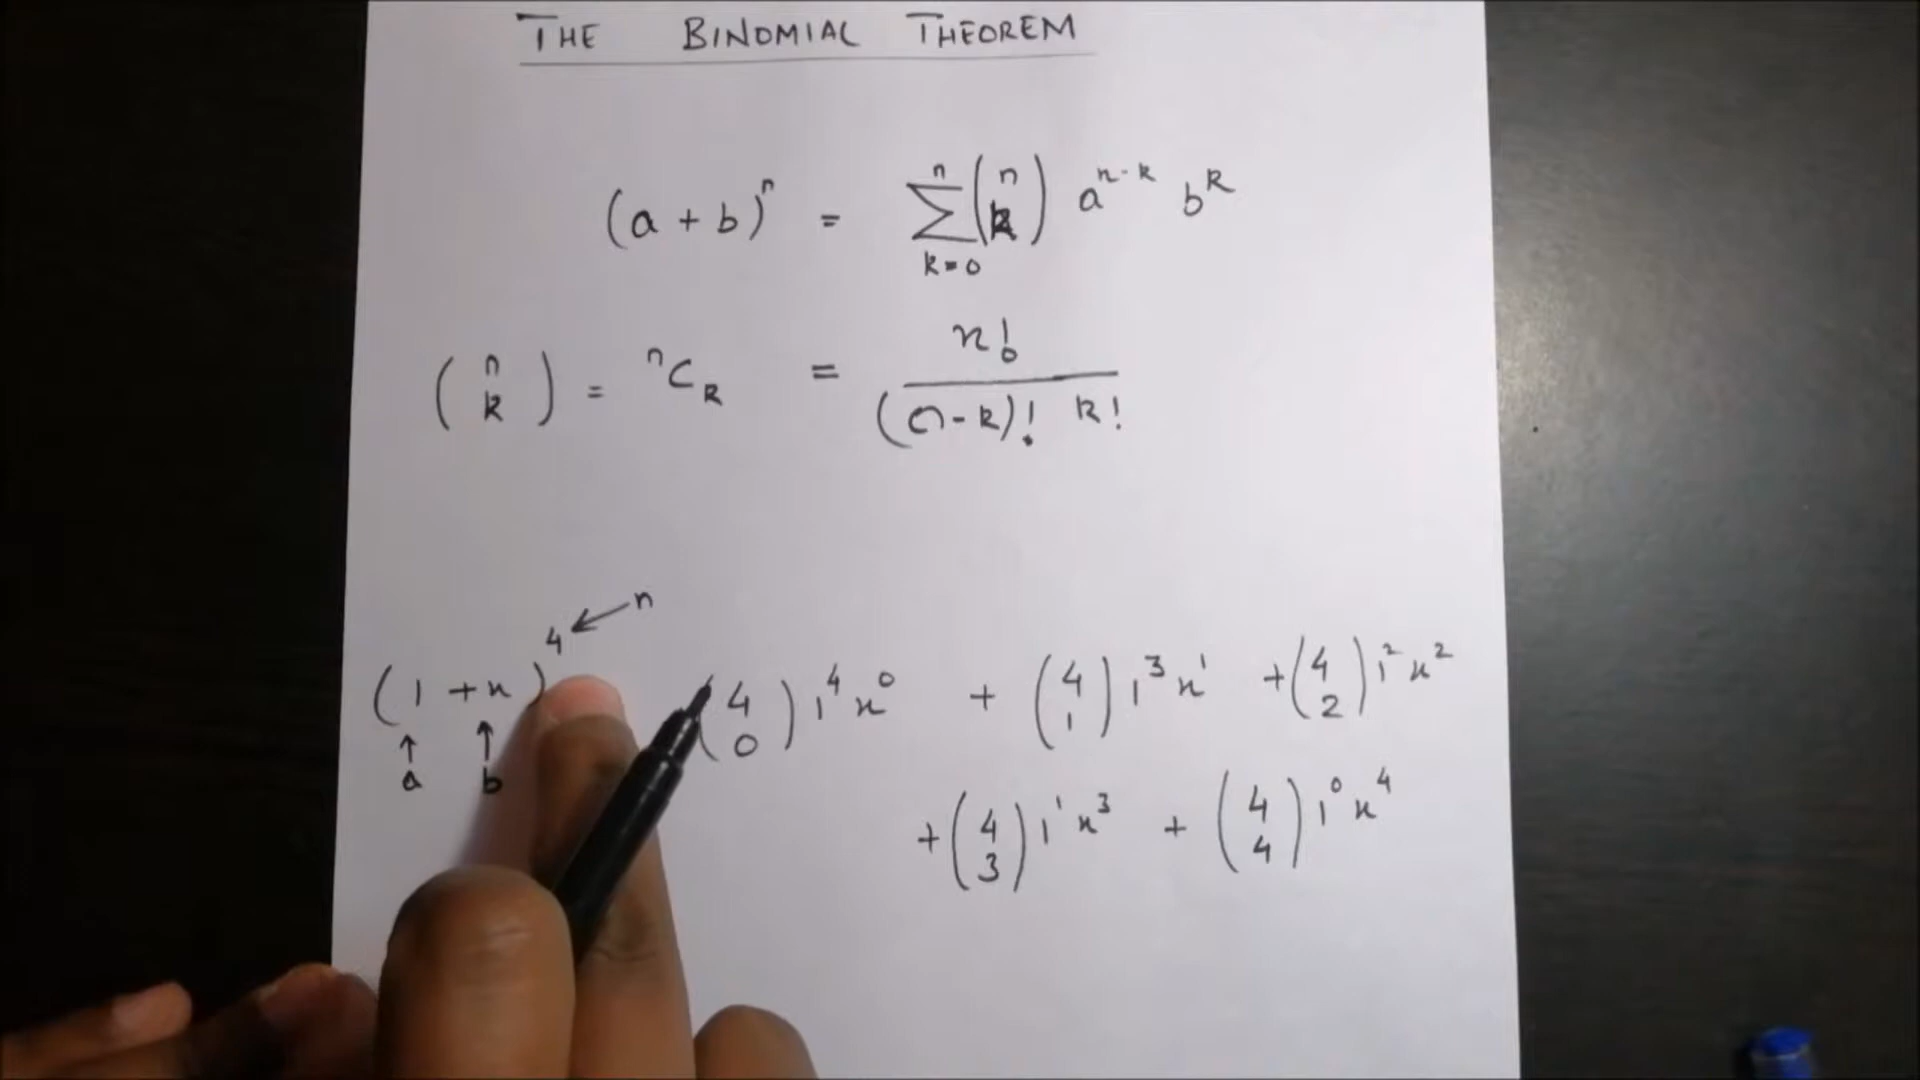 THE BINOMIAL THEOREM
(a + b)^n = ∑_{k=0}^{n} (n k) a^{n-k} b^k
(n k) = ^nC_k = n! / (n-k)! k!
n
(1 + x)^4 (4 0) 1^4 x^0 + (4 1) 1^3 x^1 + (4 2) 1^2 x^2
a b
+ (4 3) 1^1 x^3 + (4 4) 1^0 x^4